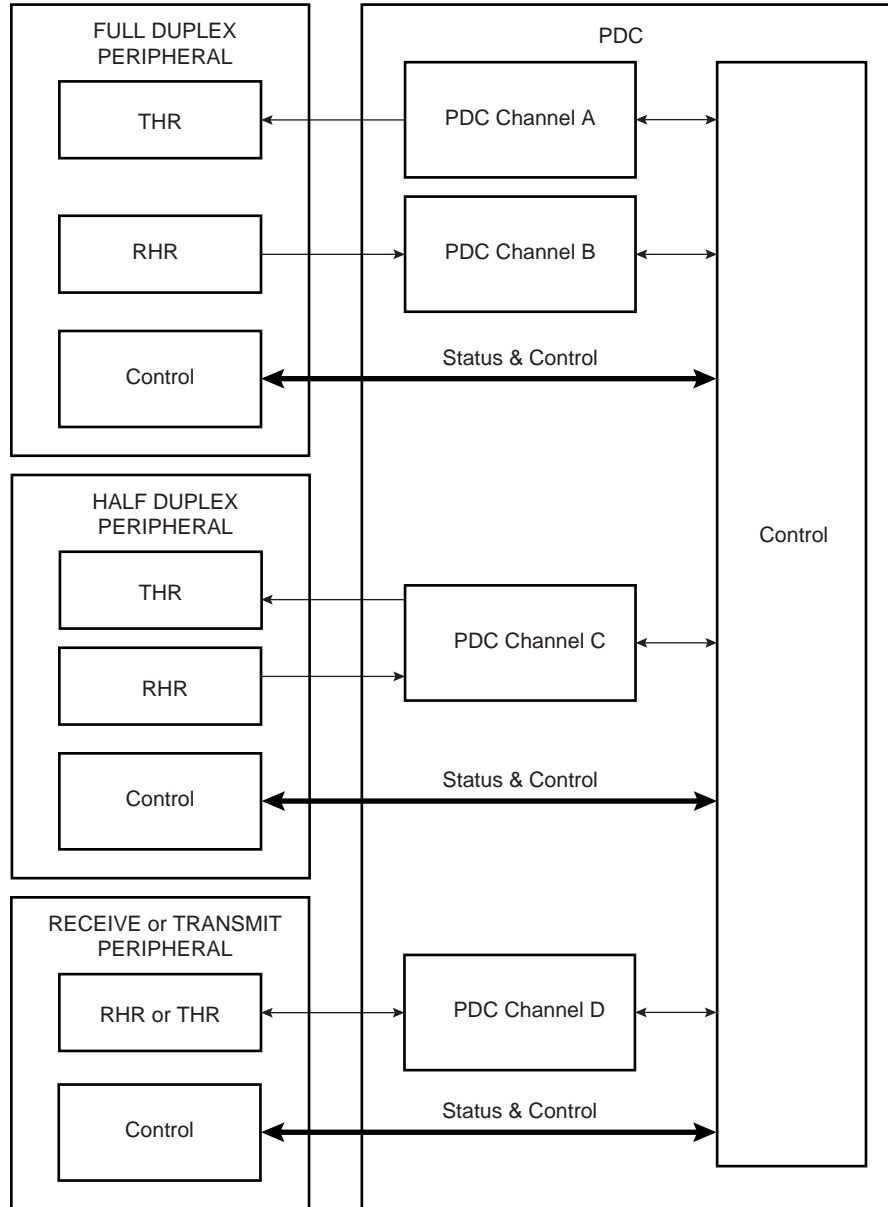 FULL DUPLEX
PERIPHERAL
THR
RHR
Control
PDC
PDC Channel A
PDC Channel B
Status & Control
Control
HALF DUPLEX
PERIPHERAL
THR
RHR
Control
PDC Channel C
Status & Control
RECEIVE or TRANSMIT
PERIPHERAL
RHR or THR
Control
PDC Channel D
Status & Control